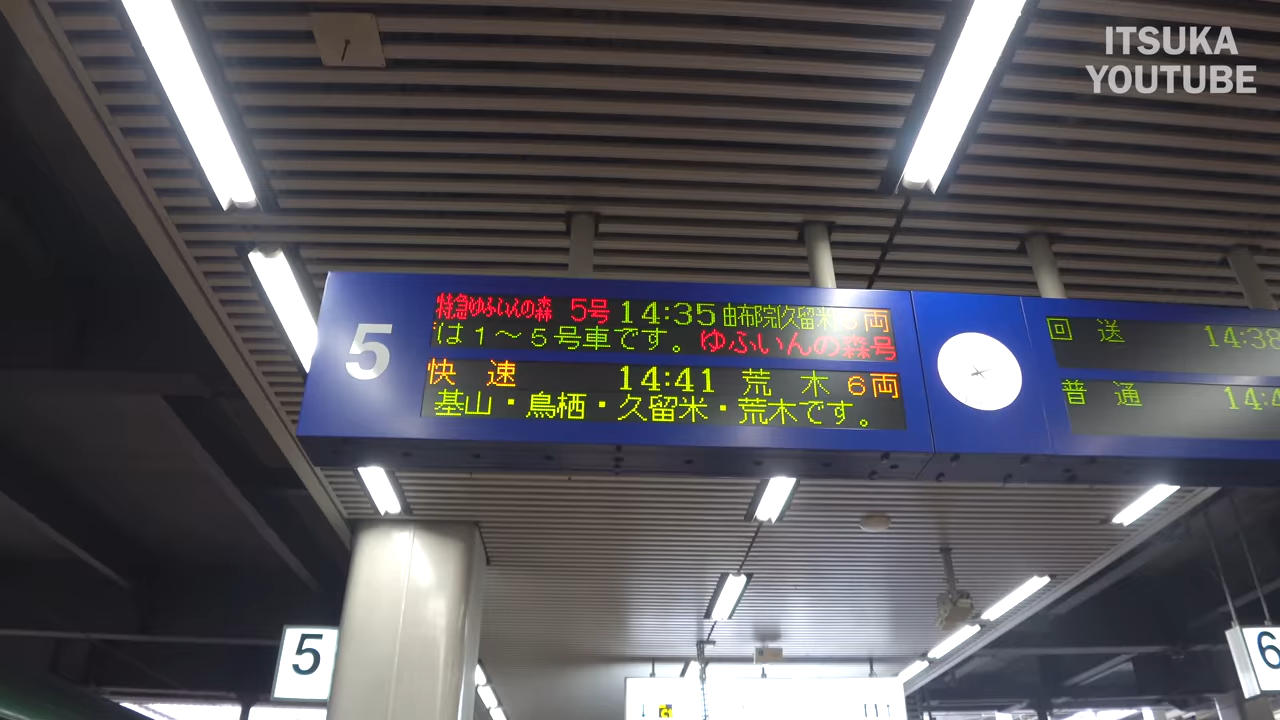 ITSUKA
YOUTUBE
5
特急ゆふいんの森 5号 14:35 由布院(久留米 両
は1～5号車です。ゆふいんの森号
快速 14:41 荒木 6両
基山・鳥栖・久留米・荒木です。
回送 14:38
普通 14:4
5
6